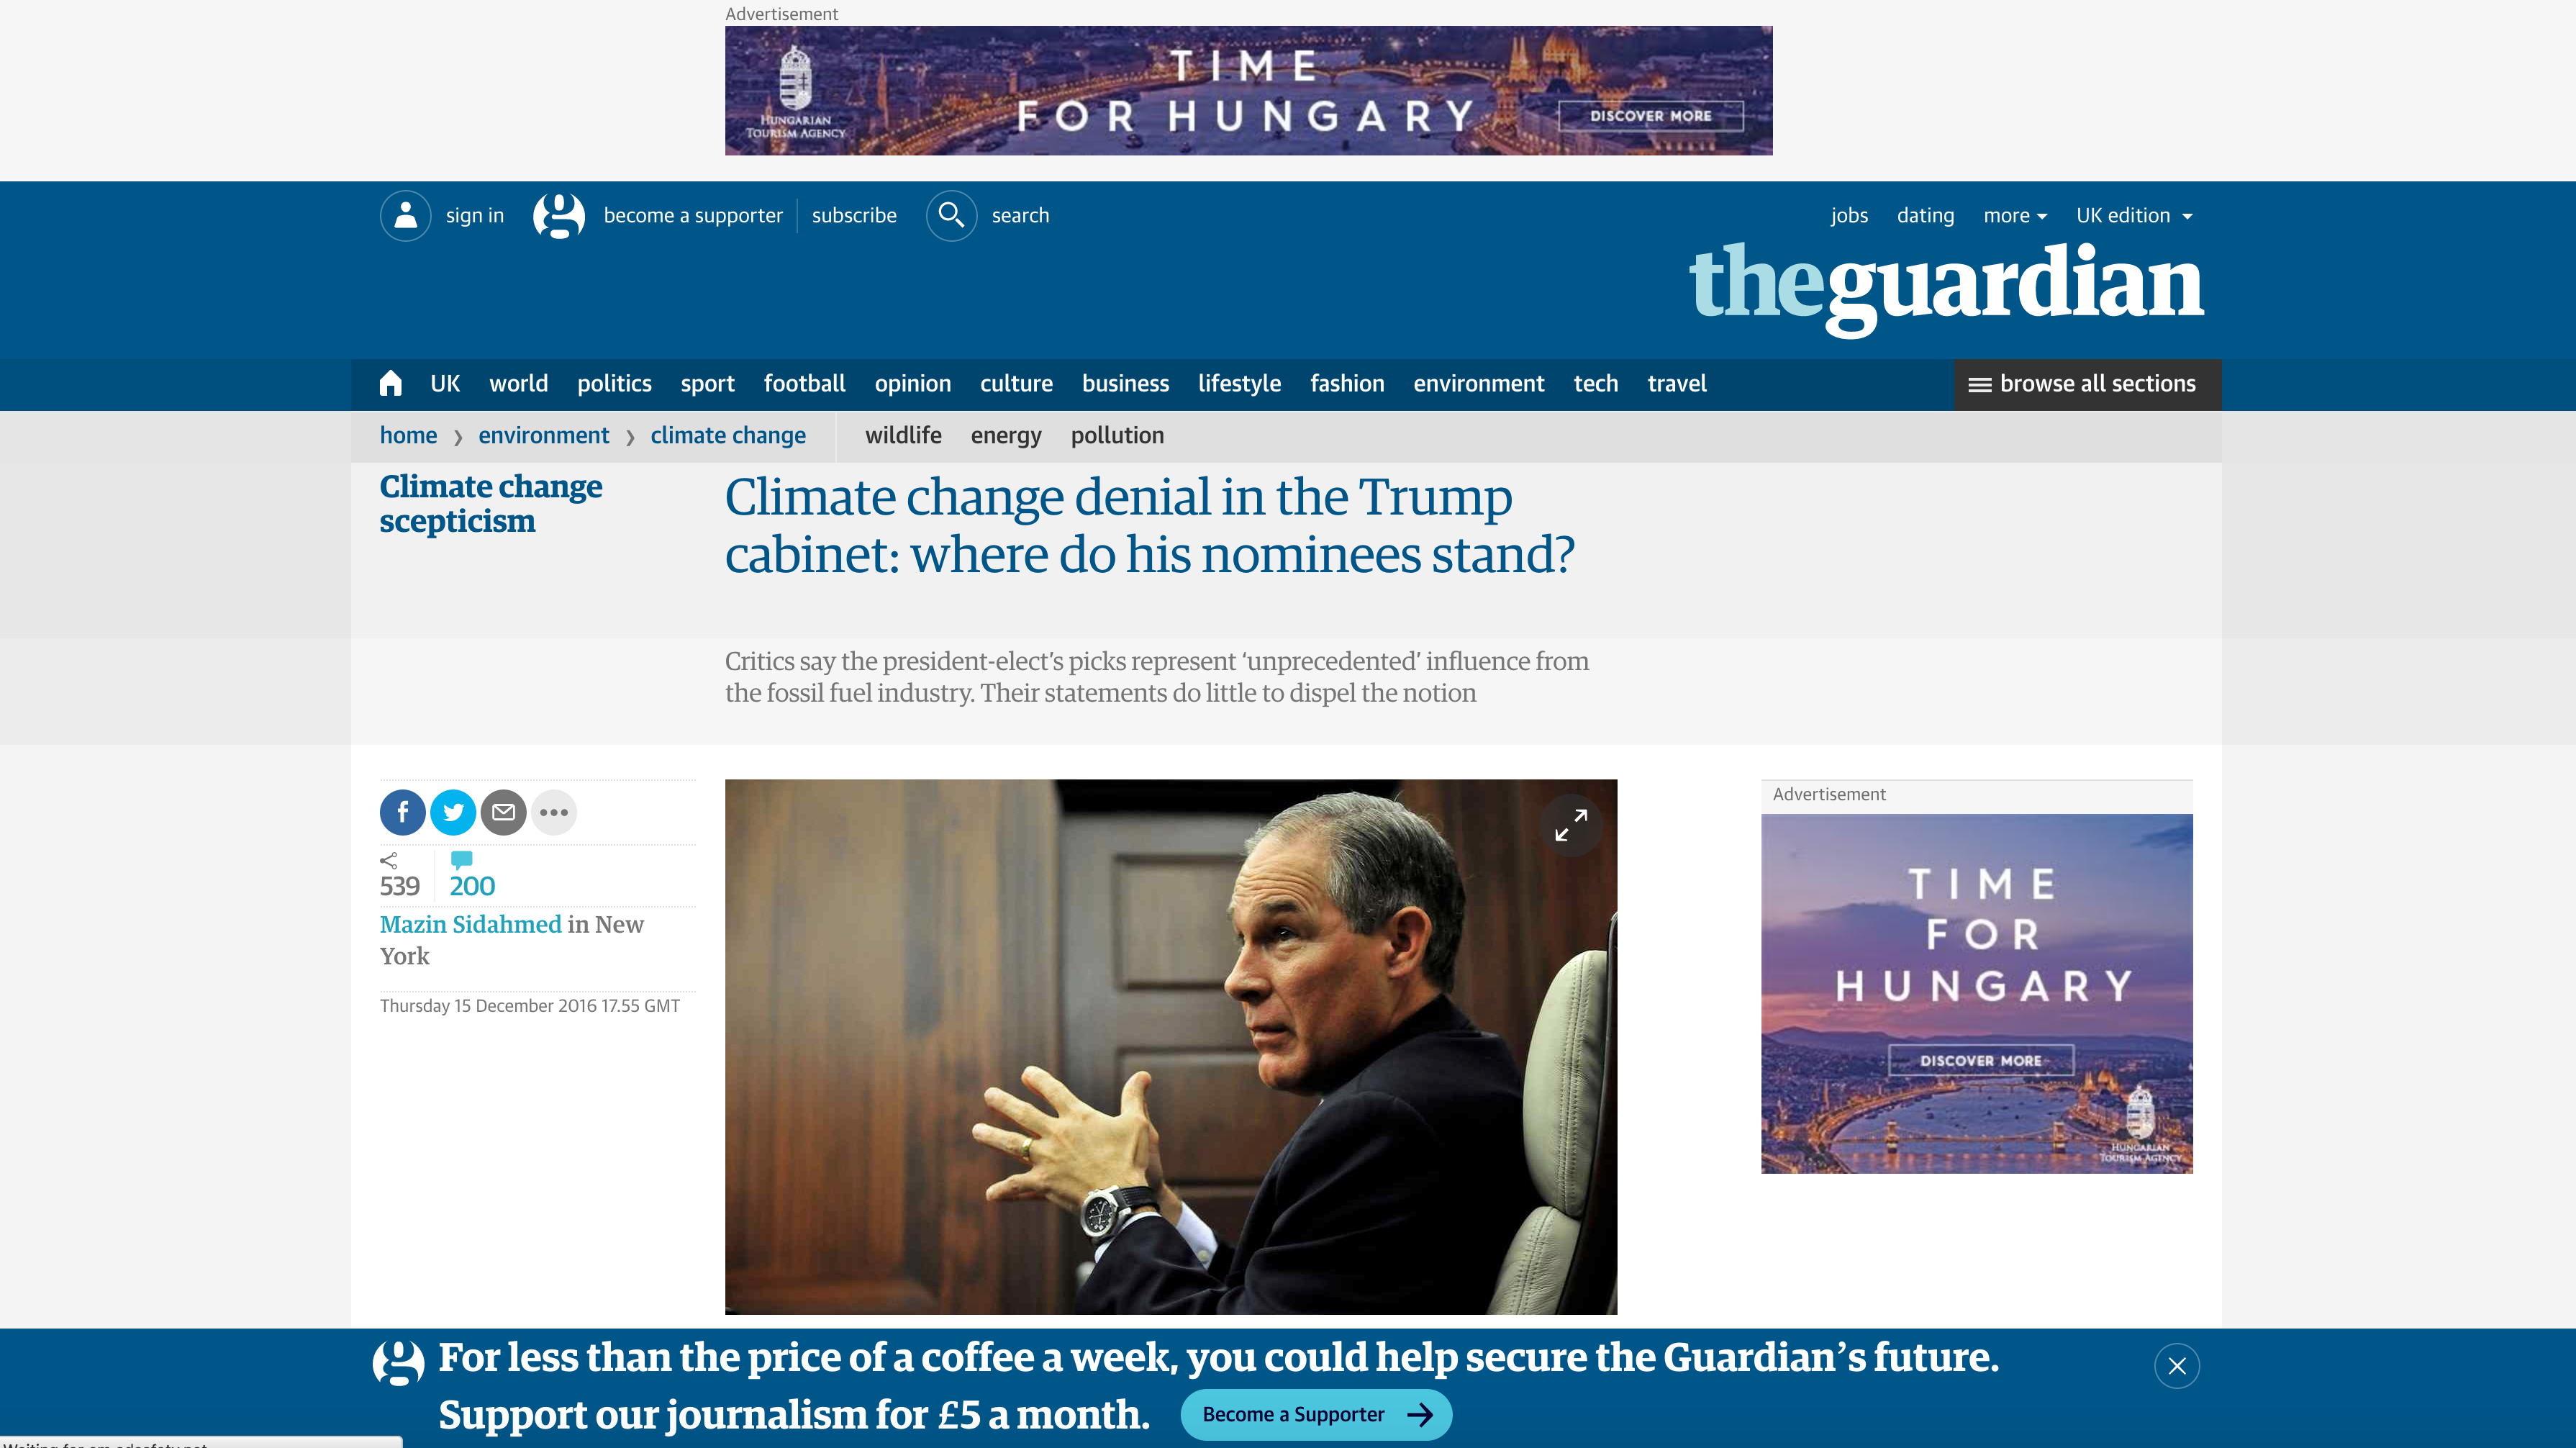 Advertisement
TIME
FOR HUNGARY
HUNGARIAN
TOURISM AGENCY
DISCOVER MORE
sign in
become a supporter
subscribe
search
jobs
dating
more
UK edition
theguardian
UK
world
politics
sport
football
opinion
culture
business
lifestyle
fashion
environment
tech
travel
browse all sections
home
environment
climate change
wildlife
energy
pollution
Climate change
scepticism
Climate change denial in the Trump
cabinet: where do his nominees stand?
Critics say the president-elect’s picks represent ‘unprecedented’ influence from
the fossil fuel industry. Their statements do little to dispel the notion
539
200
Mazin Sidahmed in New
York
Thursday 15 December 2016 17.55 GMT
Advertisement
TIME
FOR
HUNGARY
DISCOVER MORE
HUNGARIAN
TOURISM AGENCY
For less than the price of a coffee a week, you could help secure the Guardian’s future.
Support our journalism for £5 a month.
Become a Supporter